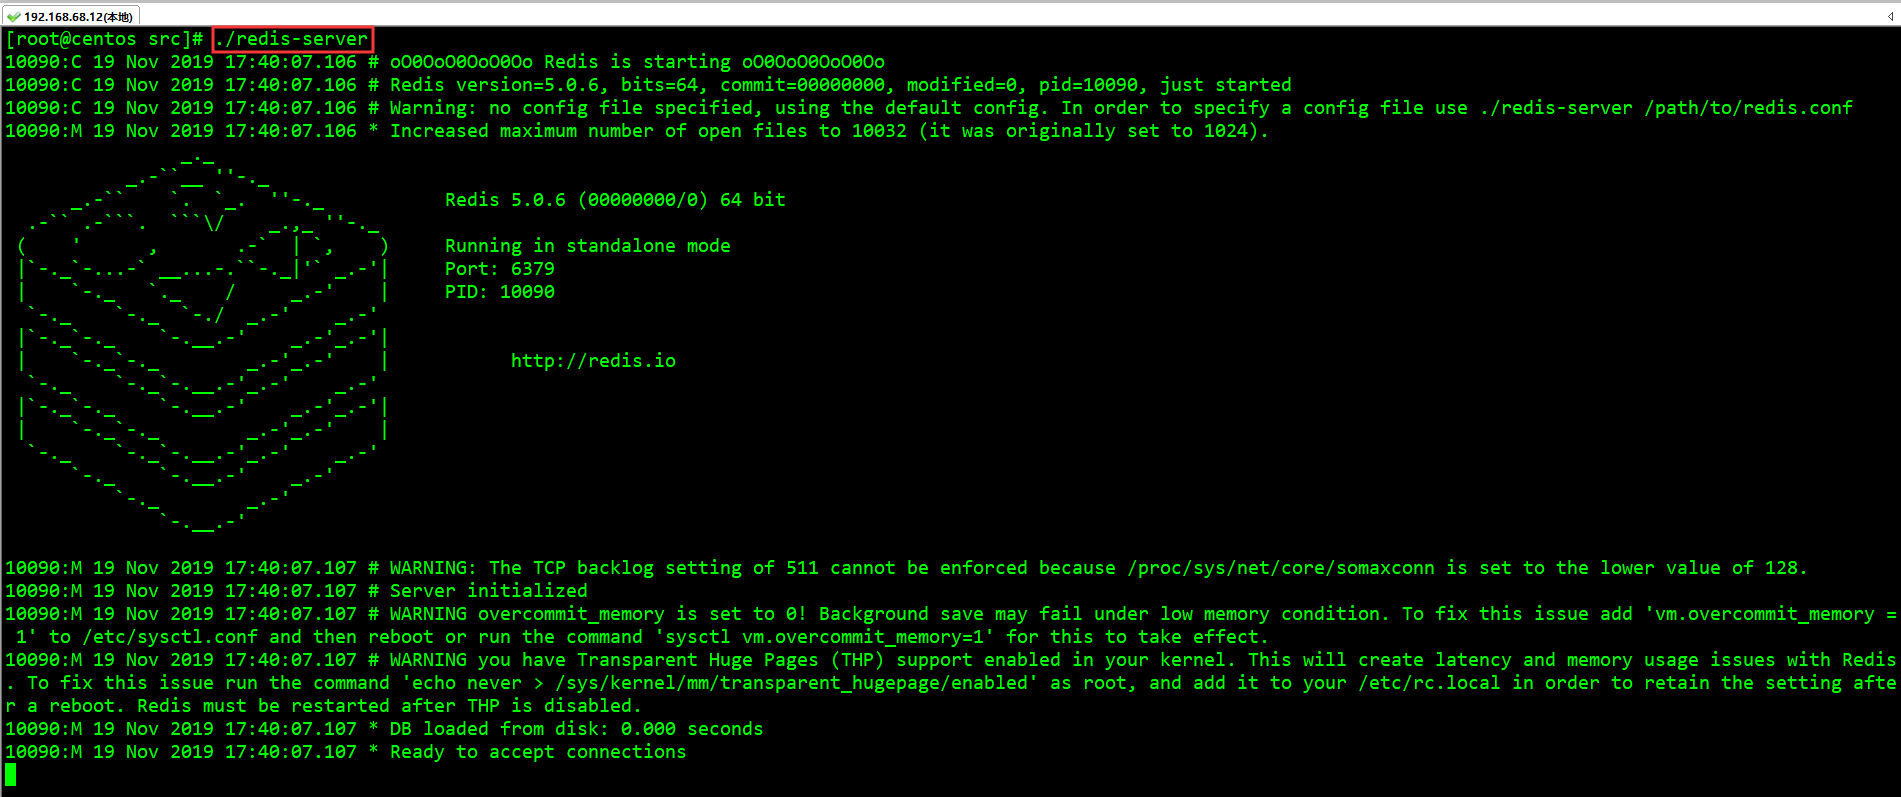 192.168.68.12(本地)
[root@centos src]# ./redis-server
10090:C 19 Nov 2019 17:40:07.106 # oO0OoO0OoO0Oo Redis is starting oO0OoO0OoO0Oo
10090:C 19 Nov 2019 17:40:07.106 # Redis version=5.0.6, bits=64, commit=00000000, modified=0, pid=10090, just started
10090:C 19 Nov 2019 17:40:07.106 # Warning: no config file specified, using the default config. In order to specify a config file use ./redis-server /path/to/redis.conf
10090:M 19 Nov 2019 17:40:07.106 * Increased maximum number of open files to 10032 (it was originally set to 1024).
Redis 5.0.6 (00000000/0) 64 bit
Running in standalone mode
Port: 6379
PID: 10090
http://redis.io
10090:M 19 Nov 2019 17:40:07.107 # WARNING: The TCP backlog setting of 511 cannot be enforced because /proc/sys/net/core/somaxconn is set to the lower value of 128.
10090:M 19 Nov 2019 17:40:07.107 # Server initialized
10090:M 19 Nov 2019 17:40:07.107 # WARNING overcommit_memory is set to 0! Background save may fail under low memory condition. To fix this issue add 'vm.overcommit_memory =
1' to /etc/sysctl.conf and then reboot or run the command 'sysctl vm.overcommit_memory=1' for this to take effect.
10090:M 19 Nov 2019 17:40:07.107 # WARNING you have Transparent Huge Pages (THP) support enabled in your kernel. This will create latency and memory usage issues with Redis
. To fix this issue run the command 'echo never > /sys/kernel/mm/transparent_hugepage/enabled' as root, and add it to your /etc/rc.local in order to retain the setting afte
r a reboot. Redis must be restarted after THP is disabled.
10090:M 19 Nov 2019 17:40:07.107 * DB loaded from disk: 0.000 seconds
10090:M 19 Nov 2019 17:40:07.107 * Ready to accept connections